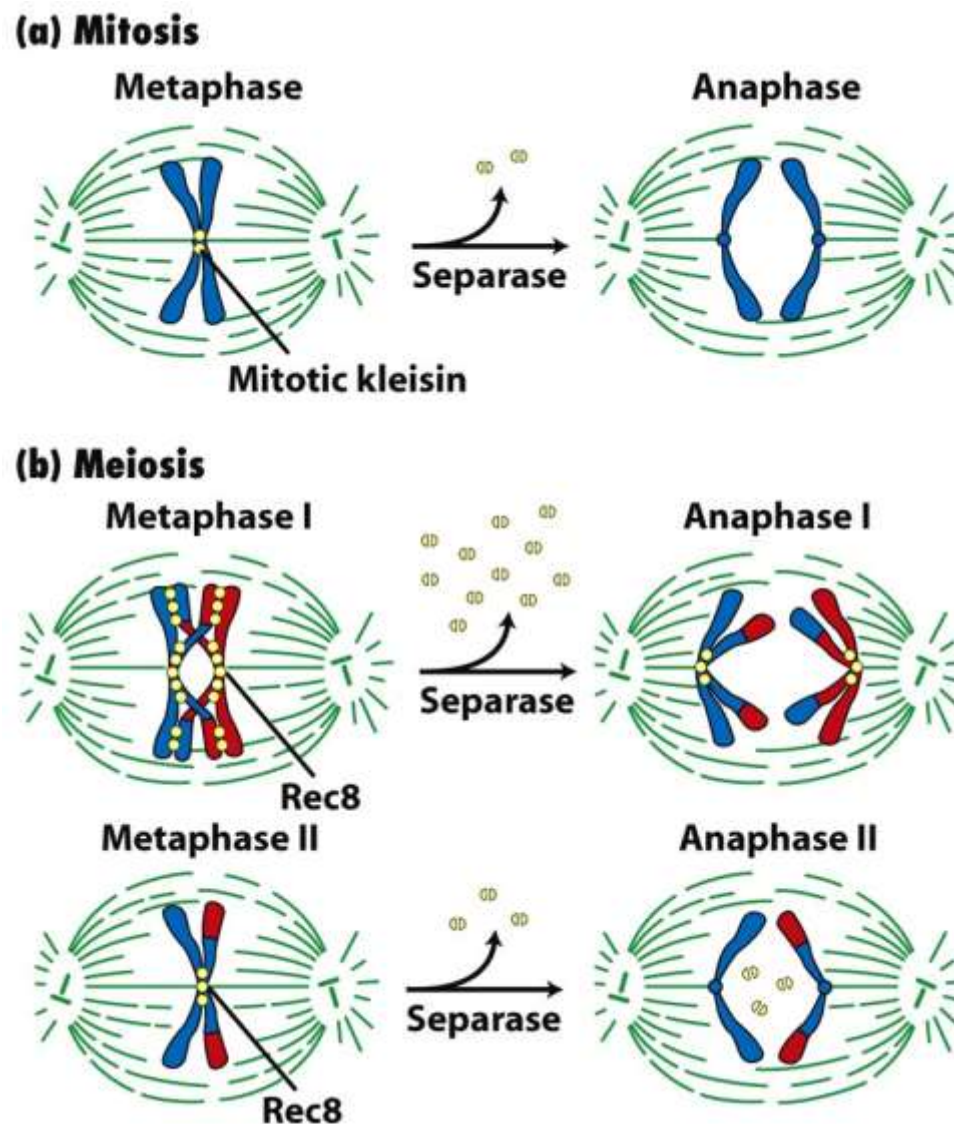 (a) Mitosis
Metaphase
Anaphase
Separase
Mitotic kleisin
(b) Meiosis
Metaphase I
Anaphase I
Separase
Rec8
Metaphase II
Anaphase II
Separase
Rec8